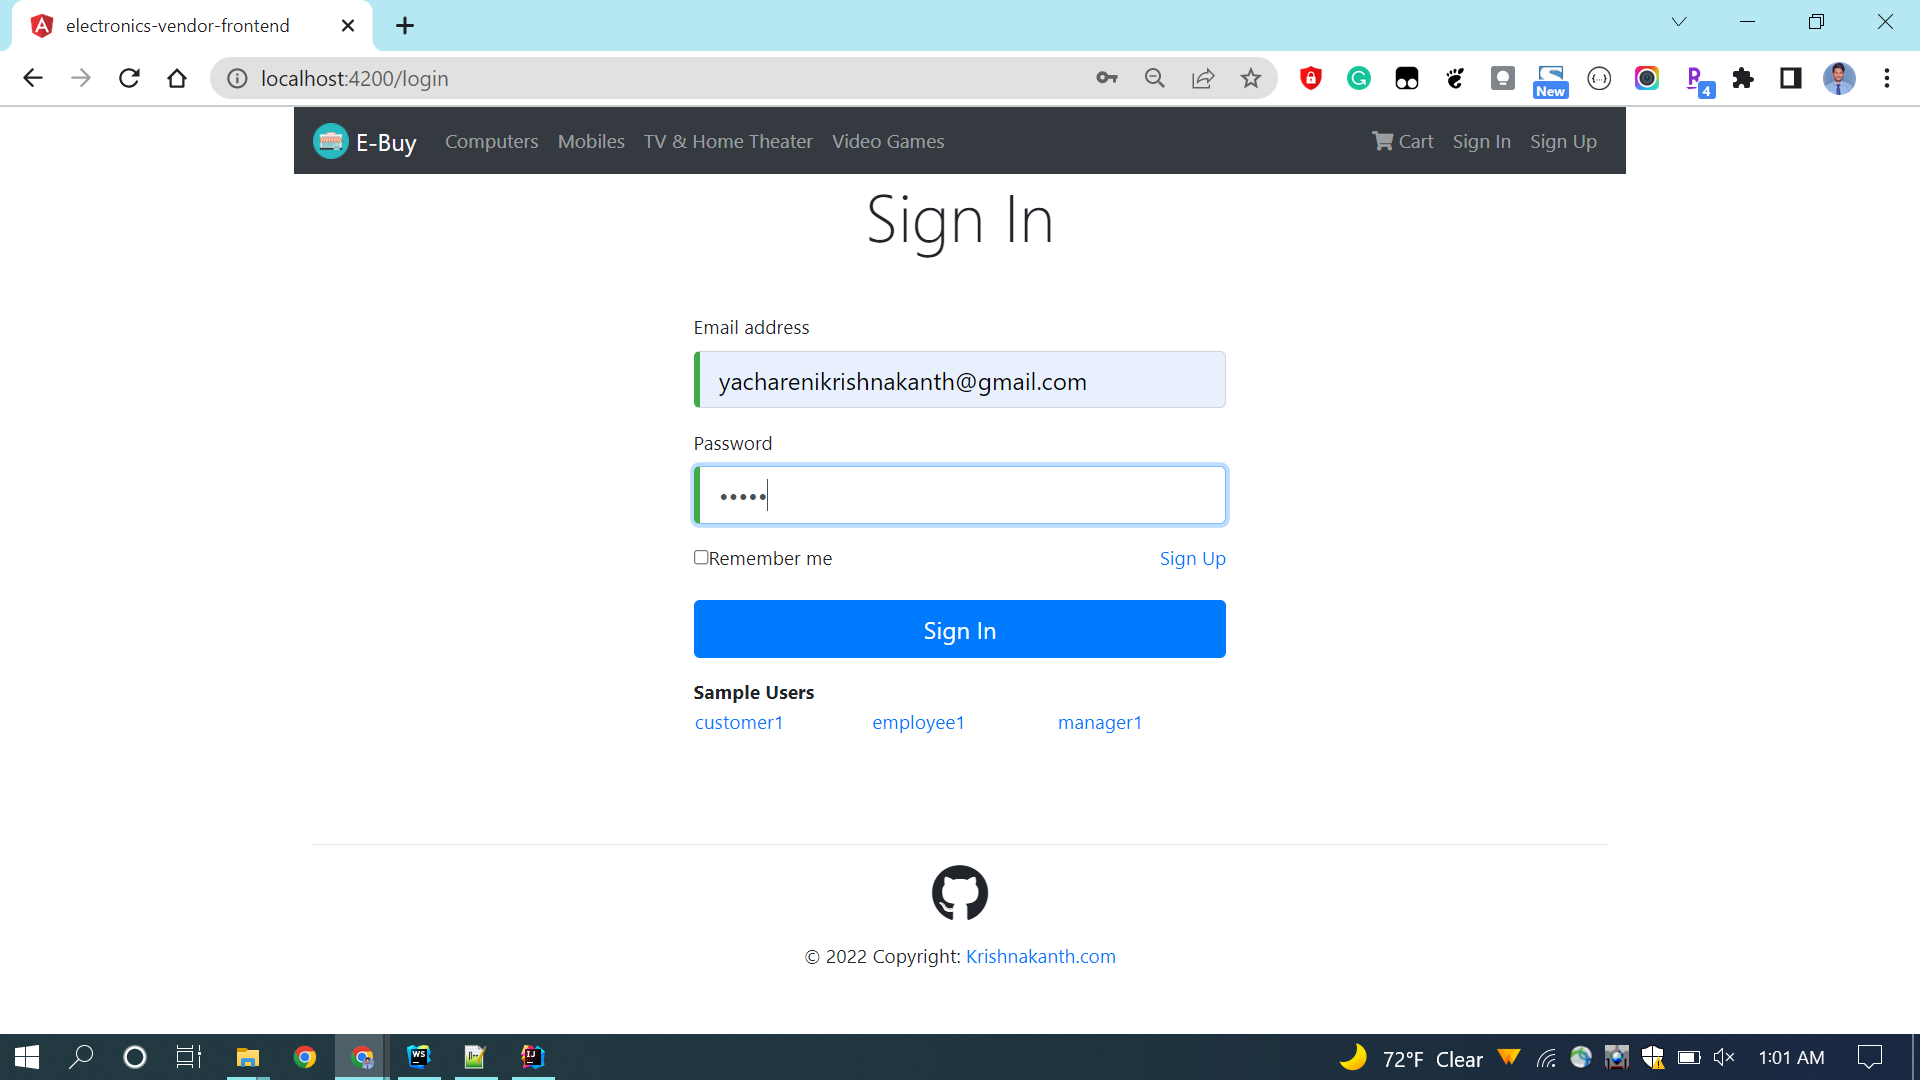 electronics-vendor-frontend
localhost:4200/login
New
4
E-Buy Computers Mobiles TV & Home Theater Video Games Cart Sign In Sign Up
Sign In
Email address
yacharenikrishnakanth@gmail.com
Password
•••••
Remember me Sign Up
Sign In
Sample Users
customer1 employee1 manager1
© 2022 Copyright: Krishnakanth.com
72°F Clear 1:01 AM